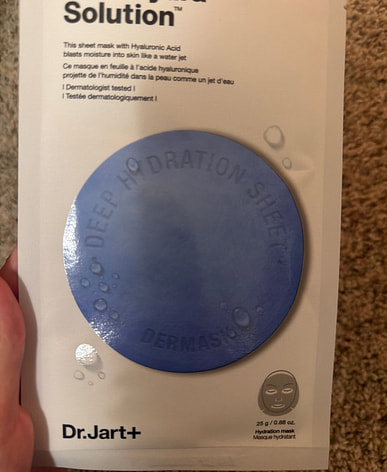 Solution™
This sheet mask with Hyaluronic Acid
blasts moisture into skin like a water jet
Ce masque en feuille à l'acide hyaluronique
projette de l'humidité dans la peau comme un jet d'eau
| Dermatologist tested |
| Testée dermatologiquement |
DEEP HYDRATION SHEET
DERMASK
25 g / 0.88 oz.
Hydration mask
Masque hydratant
Dr.Jart+